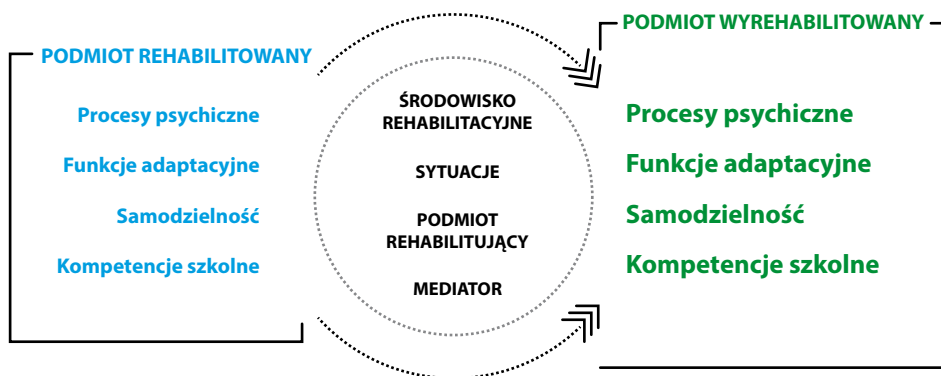 PODMIOT REHABILITOWANY
Procesy psychiczne
Funkcje adaptacyjne
Samodzielność
Kompetencje szkolne
ŚRODOWISKO
REHABILITACYJNE
SYTUACJE
PODMIOT
REHABILITUJĄCY
MEDIATOR
PODMIOT WYREHABILITOWANY
Procesy psychiczne
Funkcje adaptacyjne
Samodzielność
Kompetencje szkolne